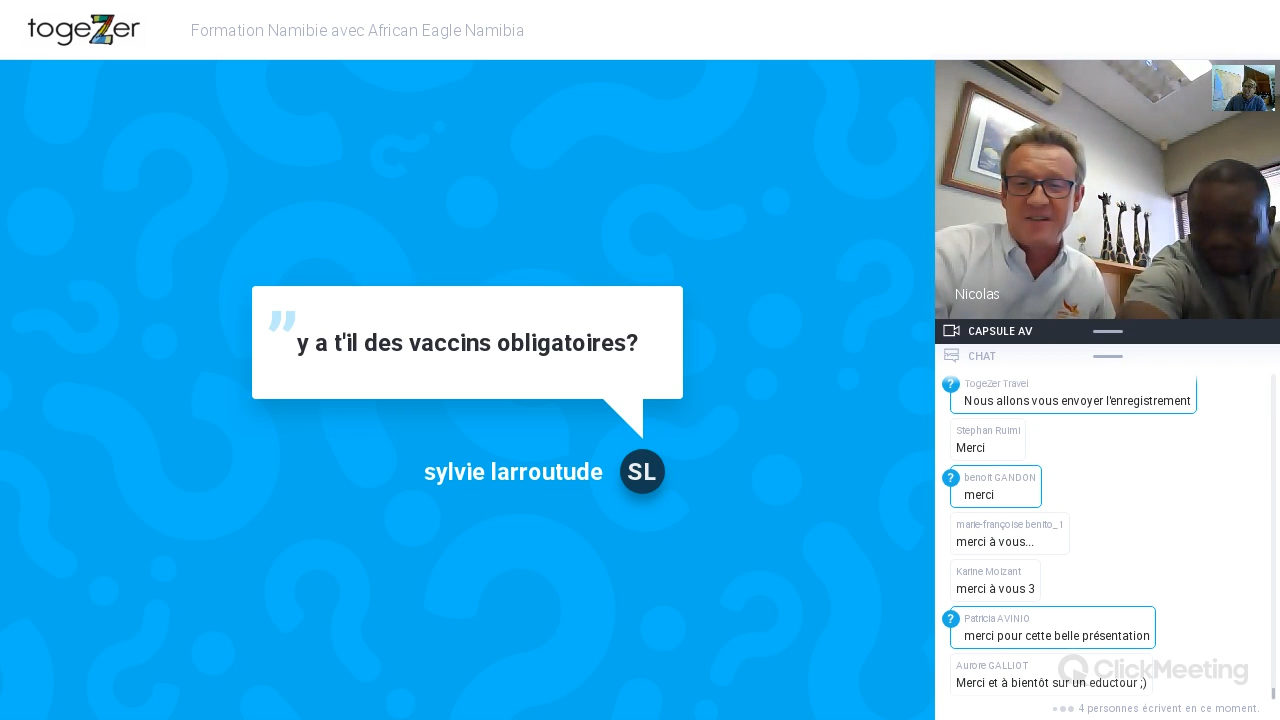 togeZer
Formation Namibie avec African Eagle Namibia
y a t'il des vaccins obligatoires?
sylvie larroutude
SL
Nicolas
CAPSULE AV
CHAT
? TogeZer Travel
Nous allons vous envoyer l'enregistrement
Stephan Ruimi
Merci
? benoit GANDON
merci
marie-françoise benito_1
merci à vous...
Karine Moizant
merci à vous 3
? Patricia AVINIO
merci pour cette belle présentation
Aurore GALLIOT
Merci et à bientôt sur un eductour ;)
ClickMeeting
4 personnes écrivent en ce moment.